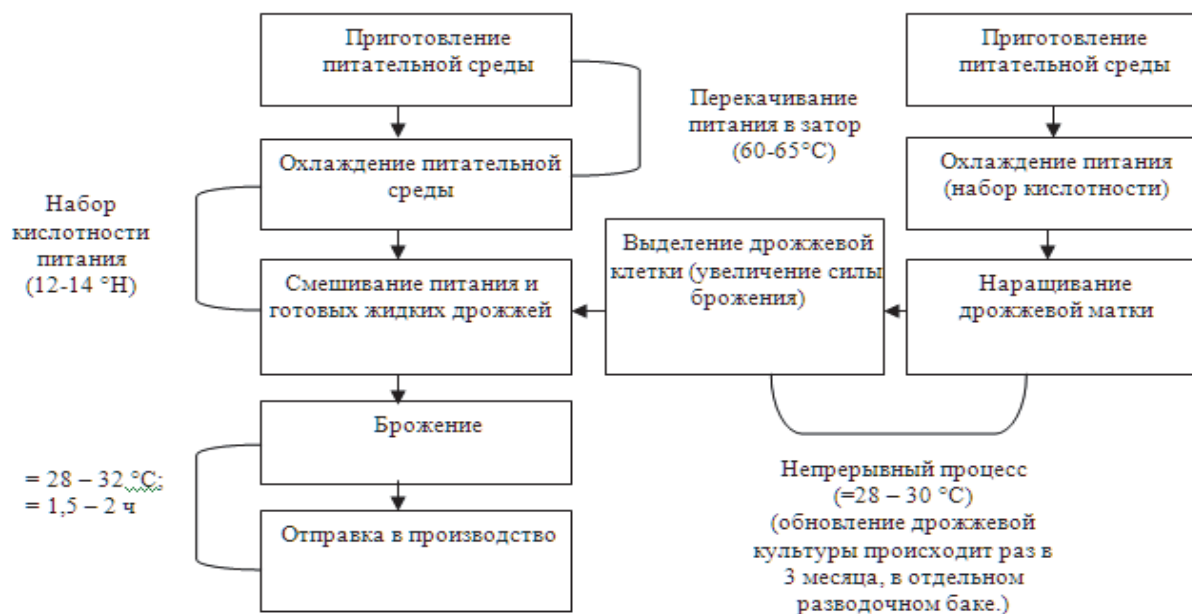 Приготовление
питательной среды
Приготовление
питательной среды
Перекачивание
питания в затор
(60-65°С)
Охлаждение питательной
среды
Охлаждение питания
(набор кислотности)
Набор
кислотности
питания
(12-14 °Н)
Выделение дрожжевой
клетки (увеличение силы
брожения)
Смешивание питания и
готовых жидких дрожжей
Наращивание
дрожжевой матки
Брожение
= 28 – 32 °С;
= 1,5 – 2 ч
Отправка в производство
Непрерывный процесс
(=28 – 30 °С)
(обновление дрожжевой
культуры происходит раз в
3 месяца, в отдельном
разводочном баке.)